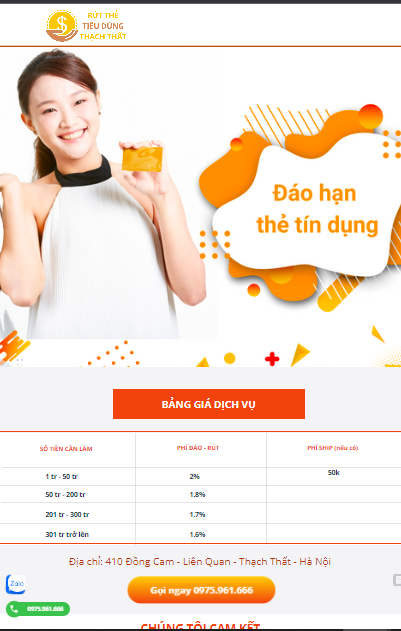 RÚT THẺ
TIÊU DÙNG
THẠCH THẤT
Đáo hạn
thẻ tín dụng
BẢNG GIÁ DỊCH VỤ
SỐ TIỀN CẦN LÀM
PHÍ ĐÁO - RÚT
PHÍ SHIP (nếu có)
1 tr - 50 tr
2%
50k
50 tr - 200 tr
1.8%
201 tr - 300 tr
1.7%
301 tr trở lên
1.6%
Địa chỉ: 410 Đồng Cam - Liên Quan - Thạch Thất - Hà Nội
Zalo
Gọi ngay 0975.961.666
0975.961.666
CHÚNG TÔI CAM KẾT